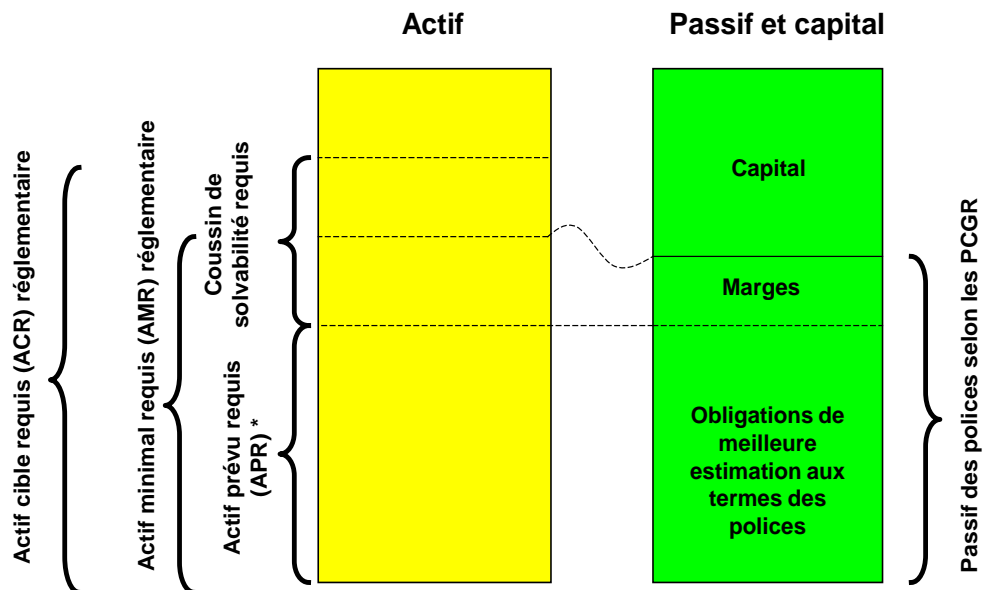 Actif
Passif et capital
Actif cible requis (ACR) réglementaire
Actif minimal requis (AMR) réglementaire
Coussin de
solvabilité requis
Actif prévu requis
(APR) *
Capital
Marges
Obligations de
meilleure
estimation aux
termes des
polices
Passif des polices selon les PCGR